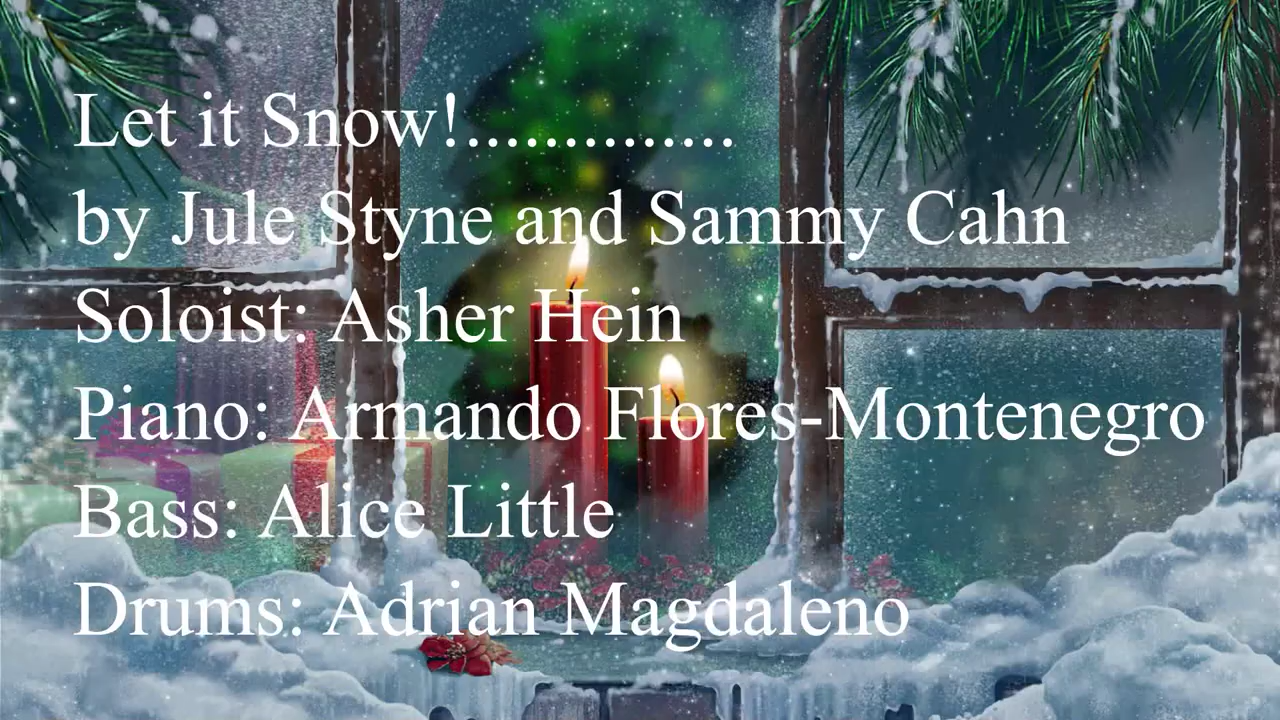 Let it Snow!..............
by Jule Styne and Sammy Cahn
Soloist: Asher Hein
Piano: Armando Flores-Montenegro
Bass: Alice Little
Drums: Adrian Magdaleno